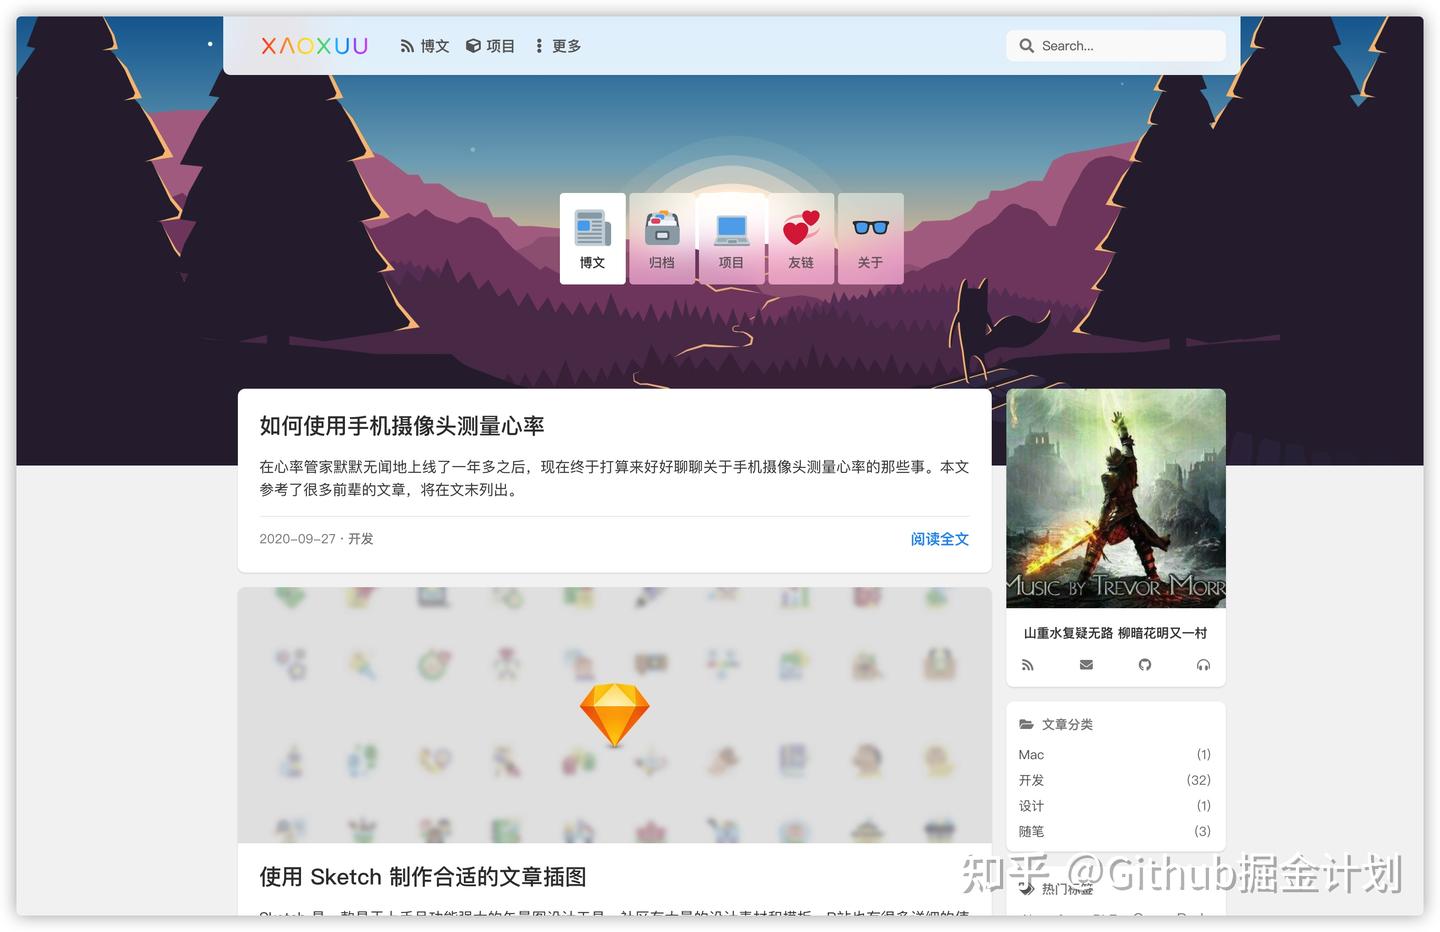 XAOXUU
博文
项目
更多
Search...
博文
归档
项目
友链
关于
如何使用手机摄像头测量心率
在心率管家默默无闻地上线了一年多之后，现在终于打算来好好聊聊关于手机摄像头测量心率的那些事。本文
参考了很多前辈的文章，将在文末列出。
2020-09-27 · 开发
阅读全文
MUSIC BY TREVOR MORR
山重水复疑无路 柳暗花明又一村
文章分类
Mac (1)
开发 (32)
设计 (1)
随笔 (3)
热门标签
使用 Sketch 制作合适的文章插图
知乎 @Github掘金计划